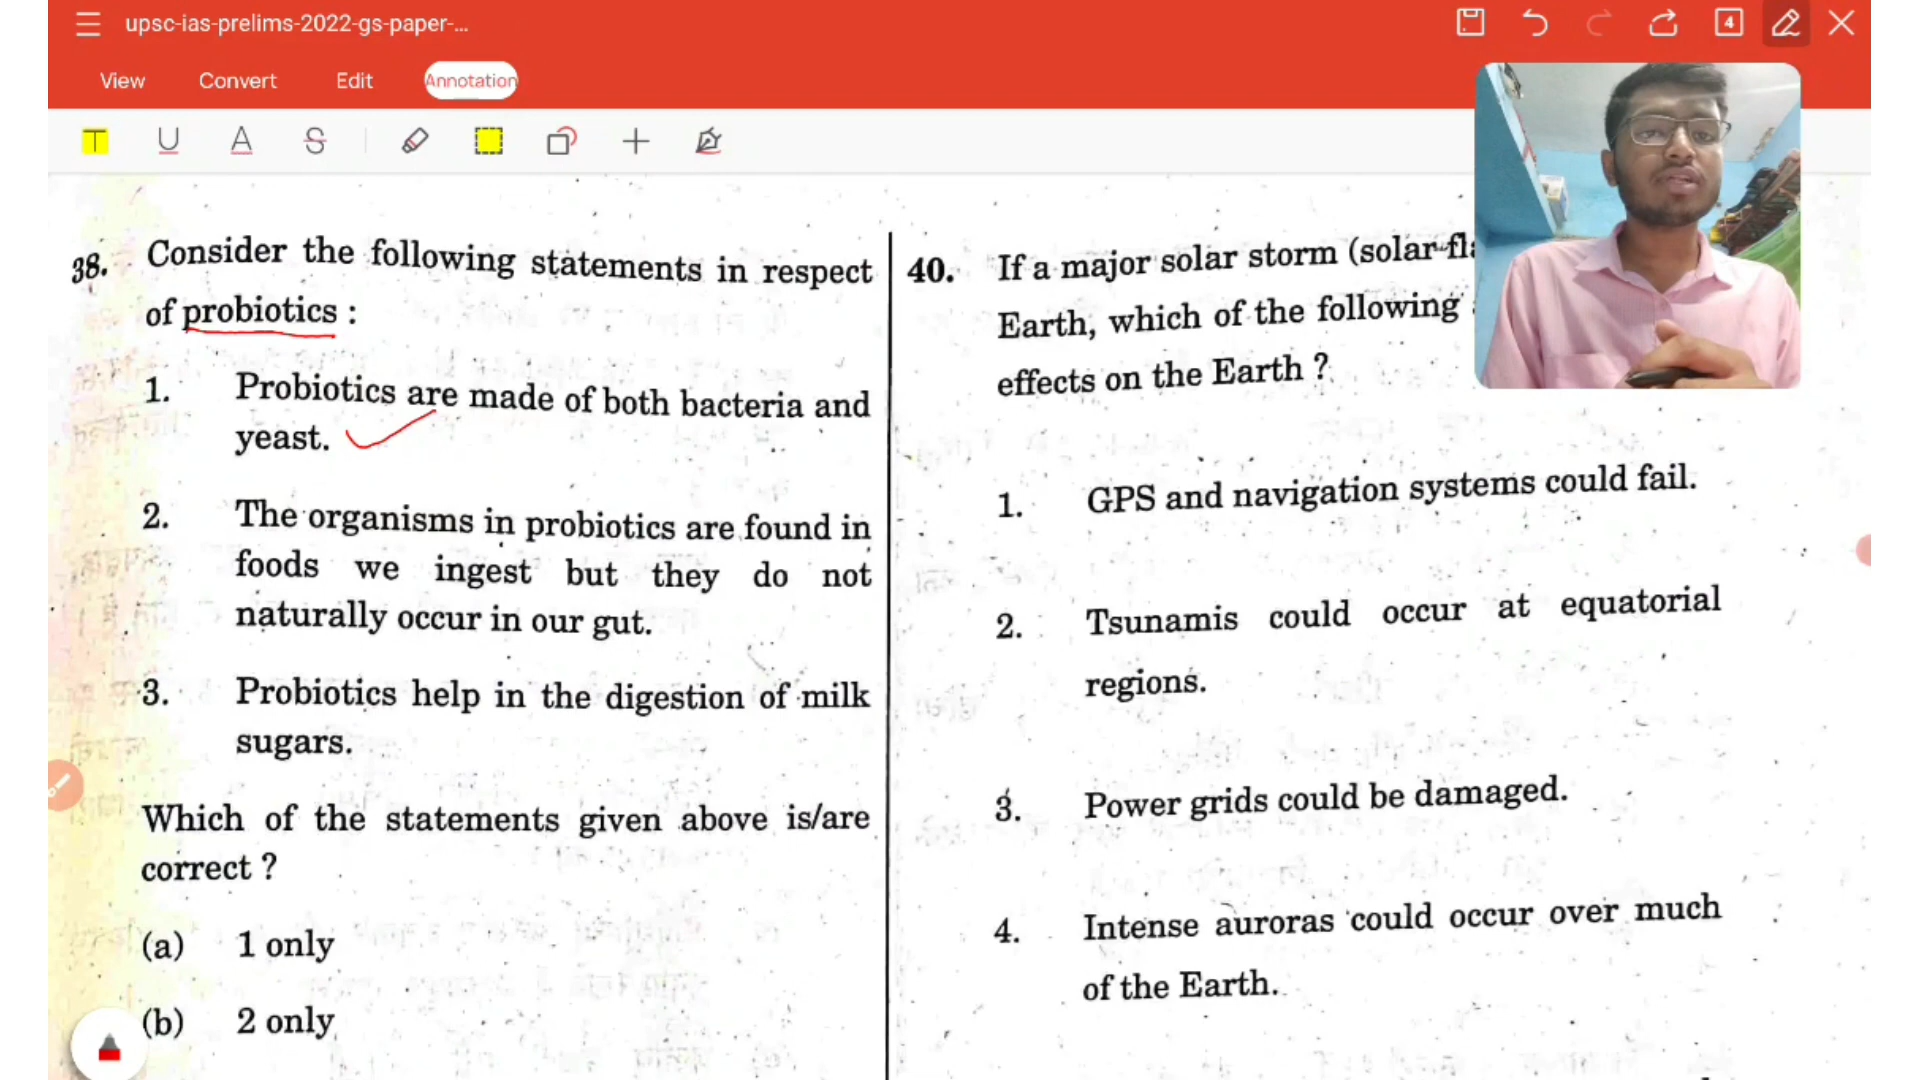 upsc-ias-prelims-2022-gs-paper-...
4
View Convert Edit Annotation
T U A S
38. Consider the following statements in respect
of probiotics :
1. Probiotics are made of both bacteria and
yeast.
2. The organisms in probiotics are found in
foods we ingest but they do not
naturally occur in our gut.
3. Probiotics help in the digestion of milk
sugars.
Which of the statements given above is/are
correct ?
(a) 1 only
(b) 2 only
40. If a major solar storm (solar-fla
Earth, which of the following
effects on the Earth ?
1. GPS and navigation systems could fail.
2. Tsunamis could occur at equatorial
regions.
3. Power grids could be damaged.
4. Intense auroras could occur over much
of the Earth.